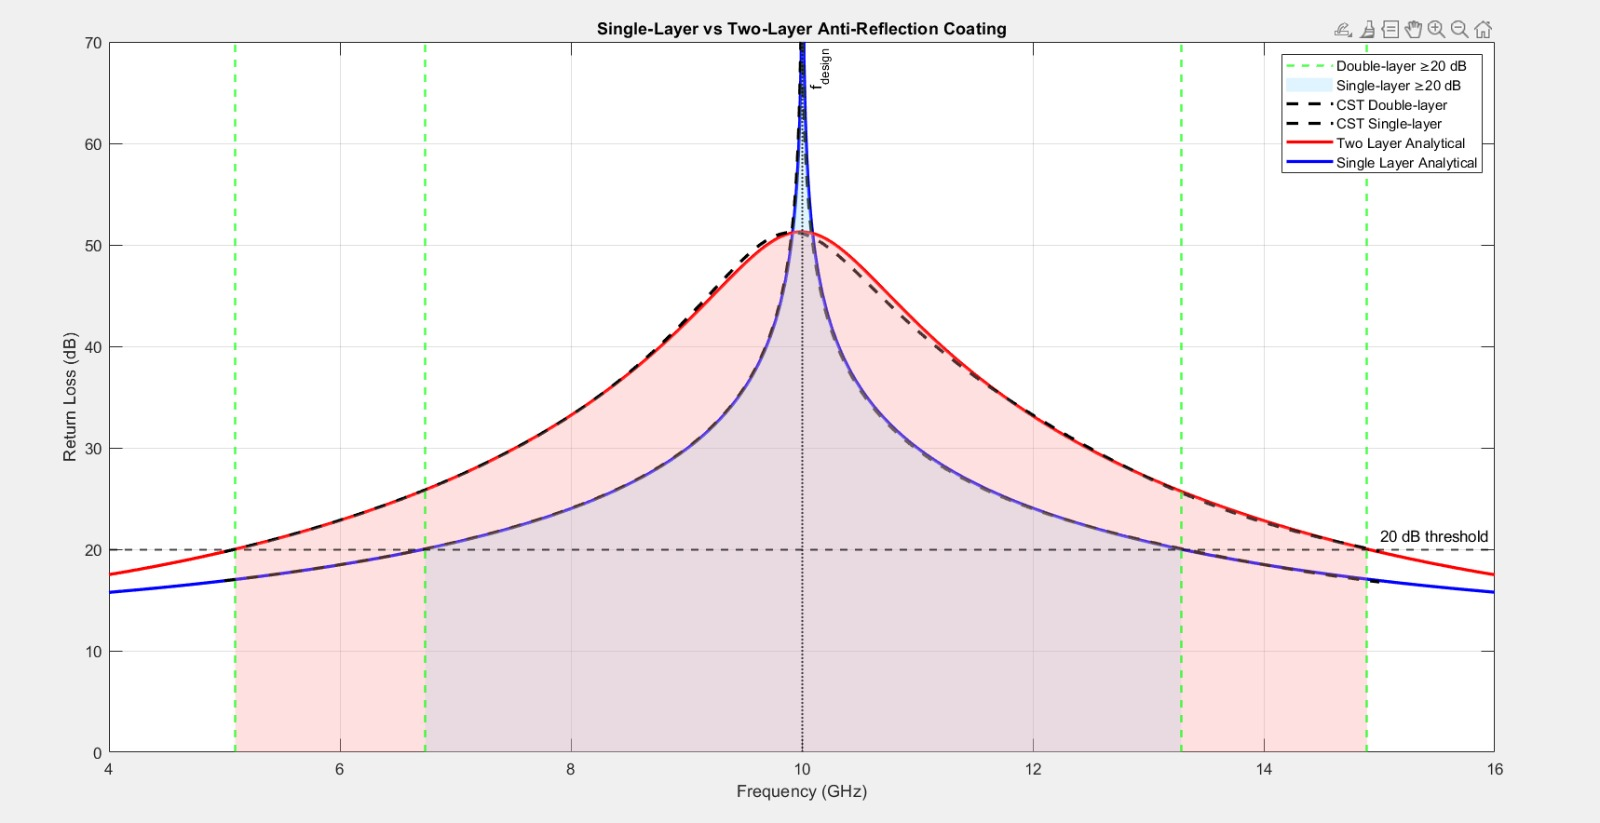 Single-Layer vs Two-Layer Anti-Reflection Coating
70
60
50
40
30
20
10
0
Return Loss (dB)
f_design
Double-layer ≥20 dB
Single-layer ≥20 dB
CST Double-layer
CST Single-layer
Two Layer Analytical
Single Layer Analytical
20 dB threshold
4 6 8 10 12 14 16
Frequency (GHz)